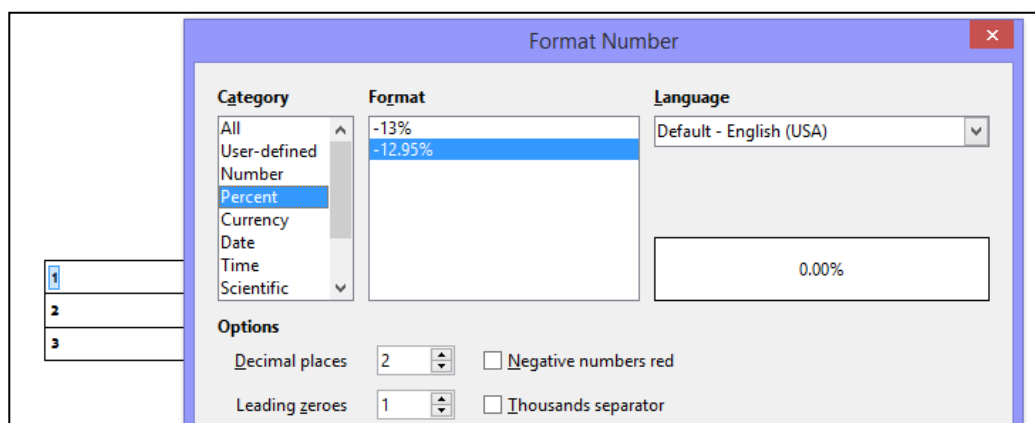 Format Number
Category
Format
Language
All
User-defined
Number
Percent
Currency
Date
Time
Scientific
-13%
-12.95%
Default - English (USA)
0.00%
1
2
3
Options
Decimal places 2 Negative numbers red
Leading zeroes 1 Thousands separator